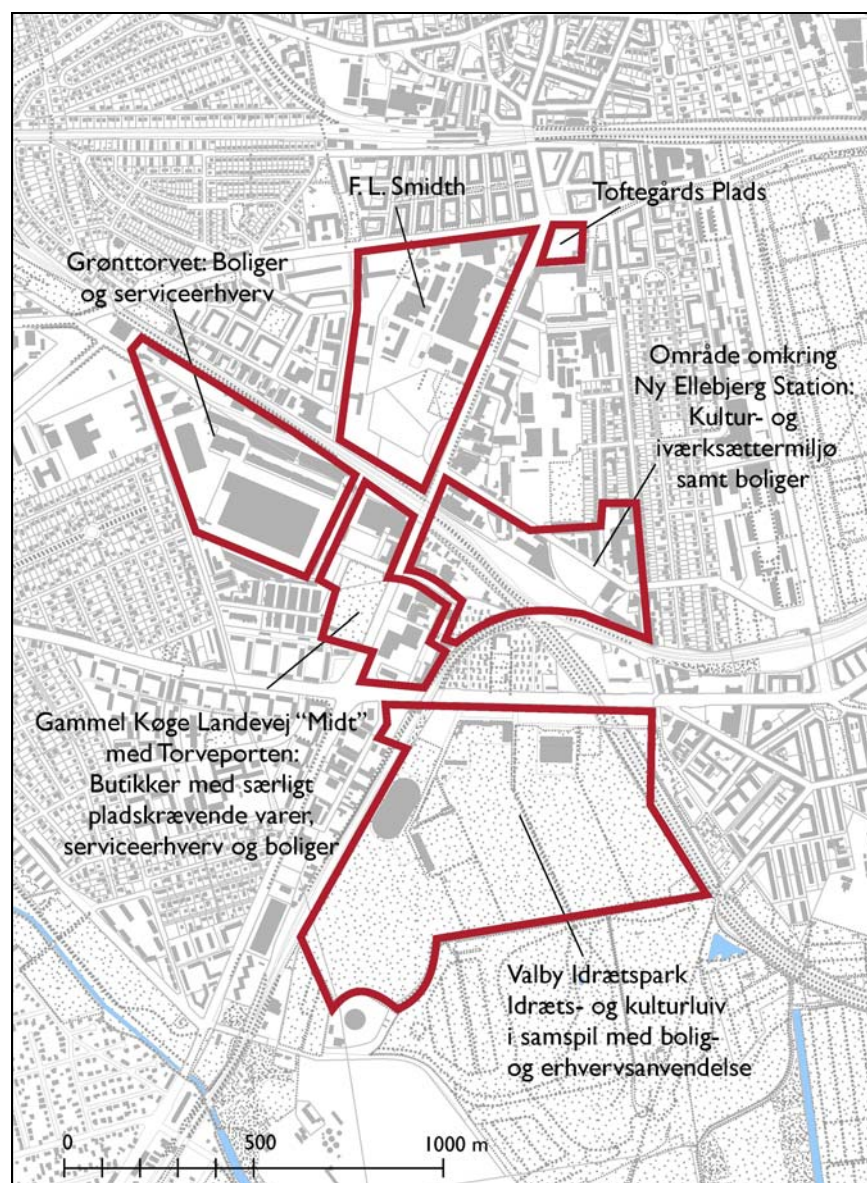 F. L. Smidth
Toftegårds Plads
Grønttorvet: Boliger
og serviceerhverv
Område omkring
Ny Ellebjerg Station:
Kultur- og
iværksættermiljø
samt boliger
Gammel Køge Landevej “Midt”
med Torveporten:
Butikker med særligt
pladskrævende varer,
serviceerhverv og boliger
Valby Idrætspark
Idræts- og kulturluiv
i samspil med bolig-
og erhvervsanvendelse
0 500 1000 m